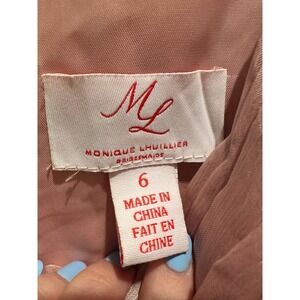 ML
MONIQUE LHUILLIER
BRIDESMAIDS
6
MADE IN
CHINA
FAIT EN
CHINE